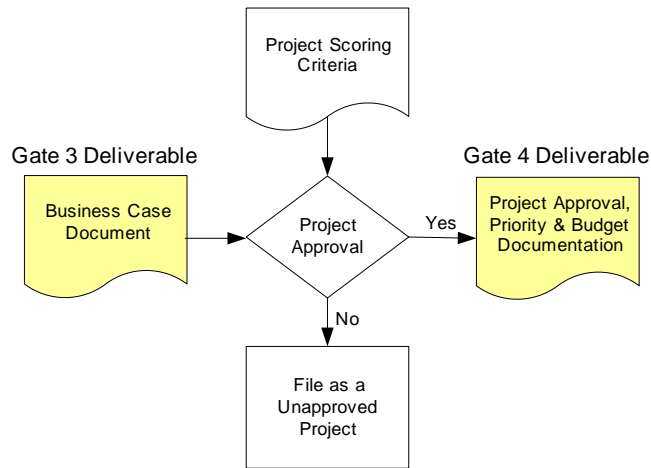 Project Scoring
Criteria
Gate 3 Deliverable
Gate 4 Deliverable
Business Case
Document
Project
Approval
Yes
Project Approval,
Priority & Budget
Documentation
No
File as a
Unapproved
Project